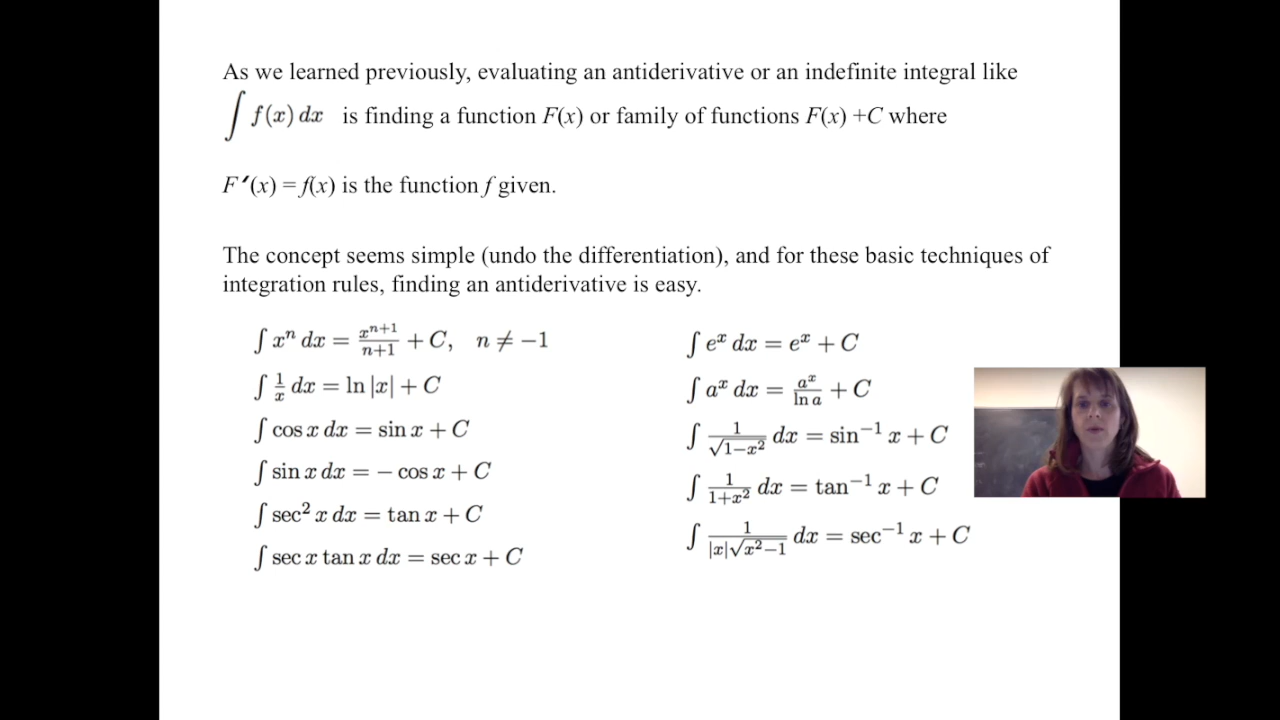 As we learned previously, evaluating an antiderivative or an indefinite integral like
∫ f(x) dx is finding a function F(x) or family of functions F(x) +C where
F′(x) = f(x) is the function f given.
The concept seems simple (undo the differentiation), and for these basic techniques of
integration rules, finding an antiderivative is easy.
∫ xⁿ dx = xⁿ⁺¹/n+1 + C, n ≠ −1
∫ 1/x dx = ln |x| + C
∫ cos x dx = sin x + C
∫ sin x dx = − cos x + C
∫ sec² x dx = tan x + C
∫ sec x tan x dx = sec x + C
∫ eˣ dx = eˣ + C
∫ aˣ dx = aˣ/ln a + C
∫ 1/√1−x² dx = sin⁻¹ x + C
∫ 1/1+x² dx = tan⁻¹ x + C
∫ 1/|x|√x²−1 dx = sec⁻¹ x + C